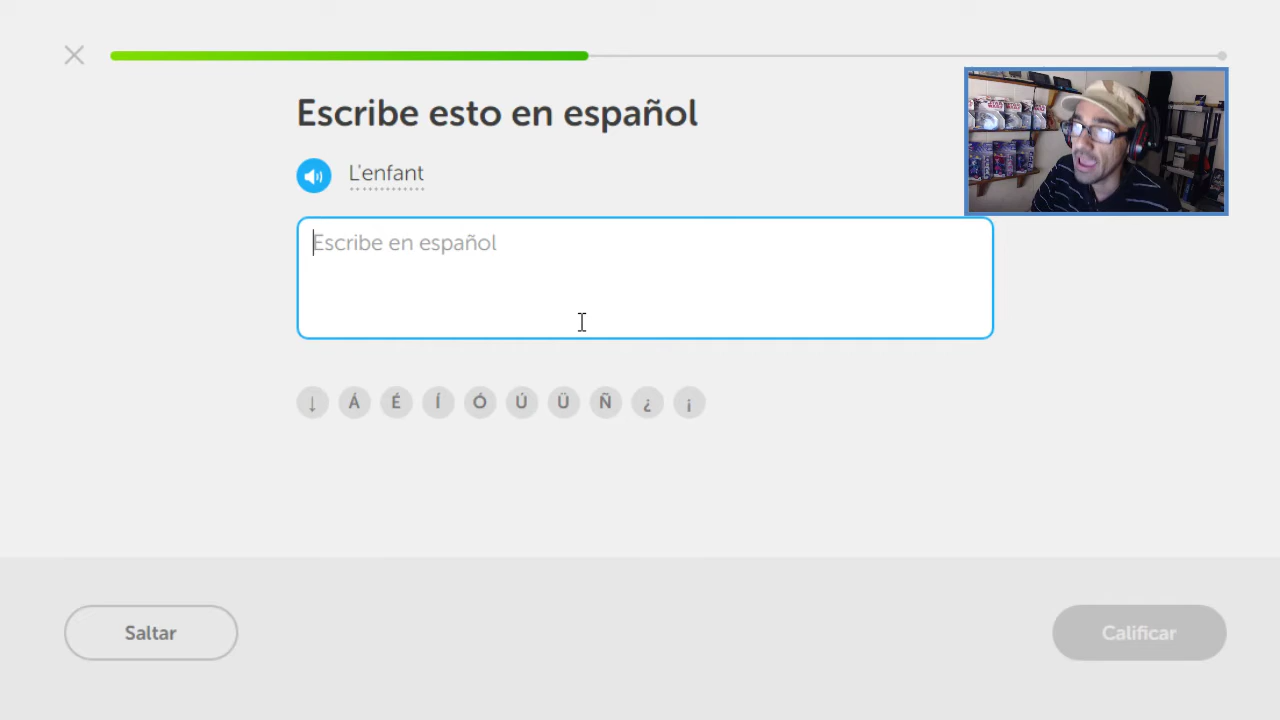 Escribe esto en español
L'enfant
Escribe en español
↓ Á É Í Ó Ú Ü Ñ ¿ ¡
Saltar
Calificar